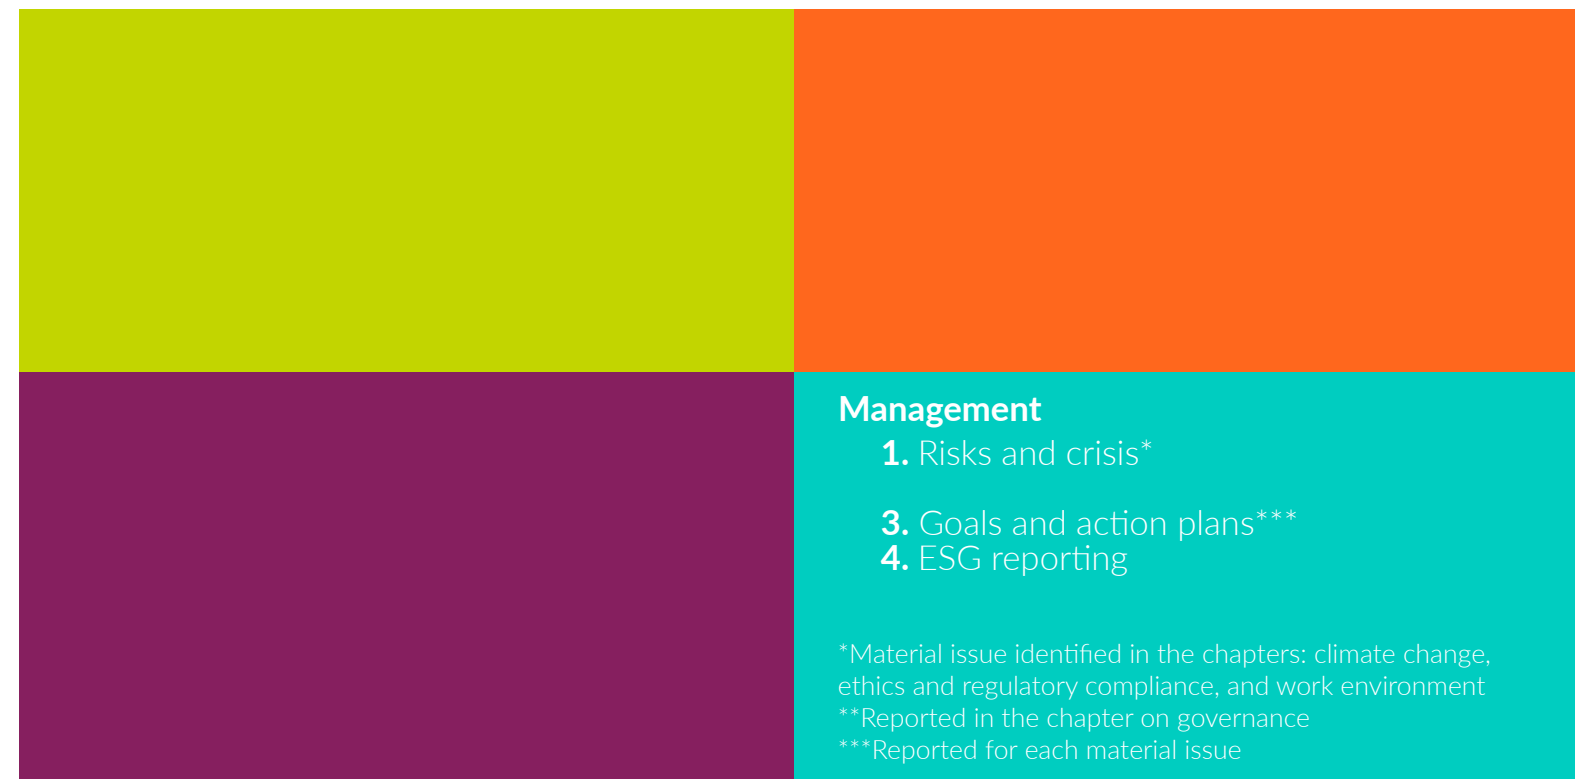 Management
1. Risks and crisis*
3. Goals and action plans***
4. ESG reporting
*Material issue identified in the chapters: climate change,
ethics and regulatory compliance, and work environment
**Reported in the chapter on governance
***Reported for each material issue